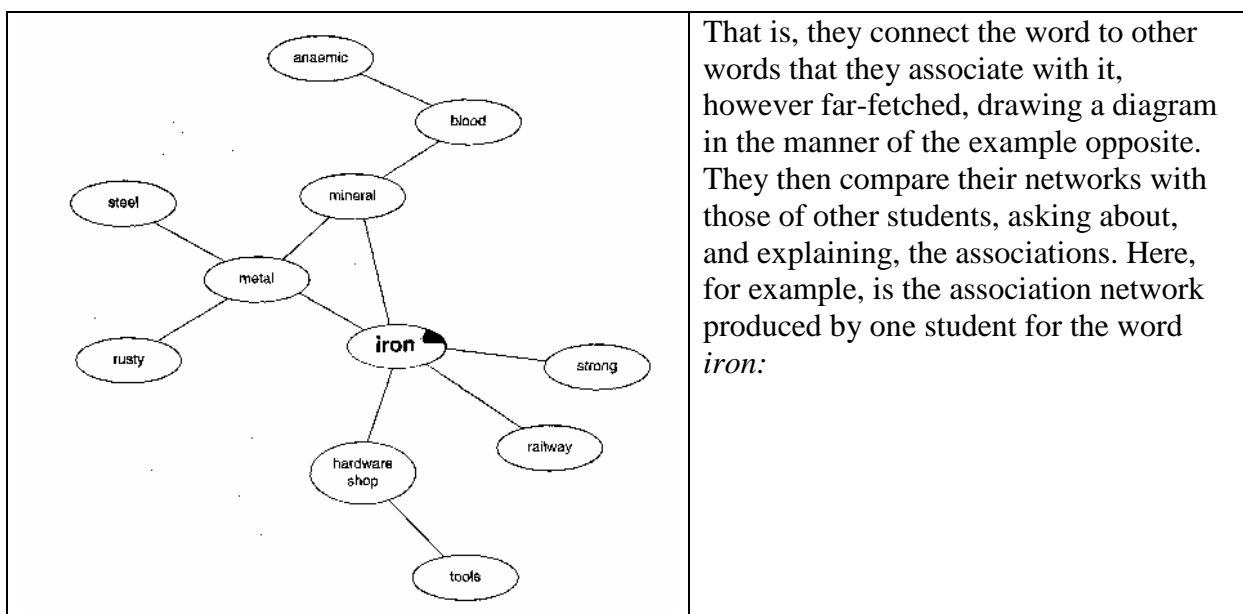 anaemic
blood
mineral
steel
metal
iron
rusty
strong
railway
hardware
shop
tools
That is, they connect the word to other
words that they associate with it,
however far-fetched, drawing a diagram
in the manner of the example opposite.
They then compare their networks with
those of other students, asking about,
and explaining, the associations. Here,
for example, is the association network
produced by one student for the word
iron: